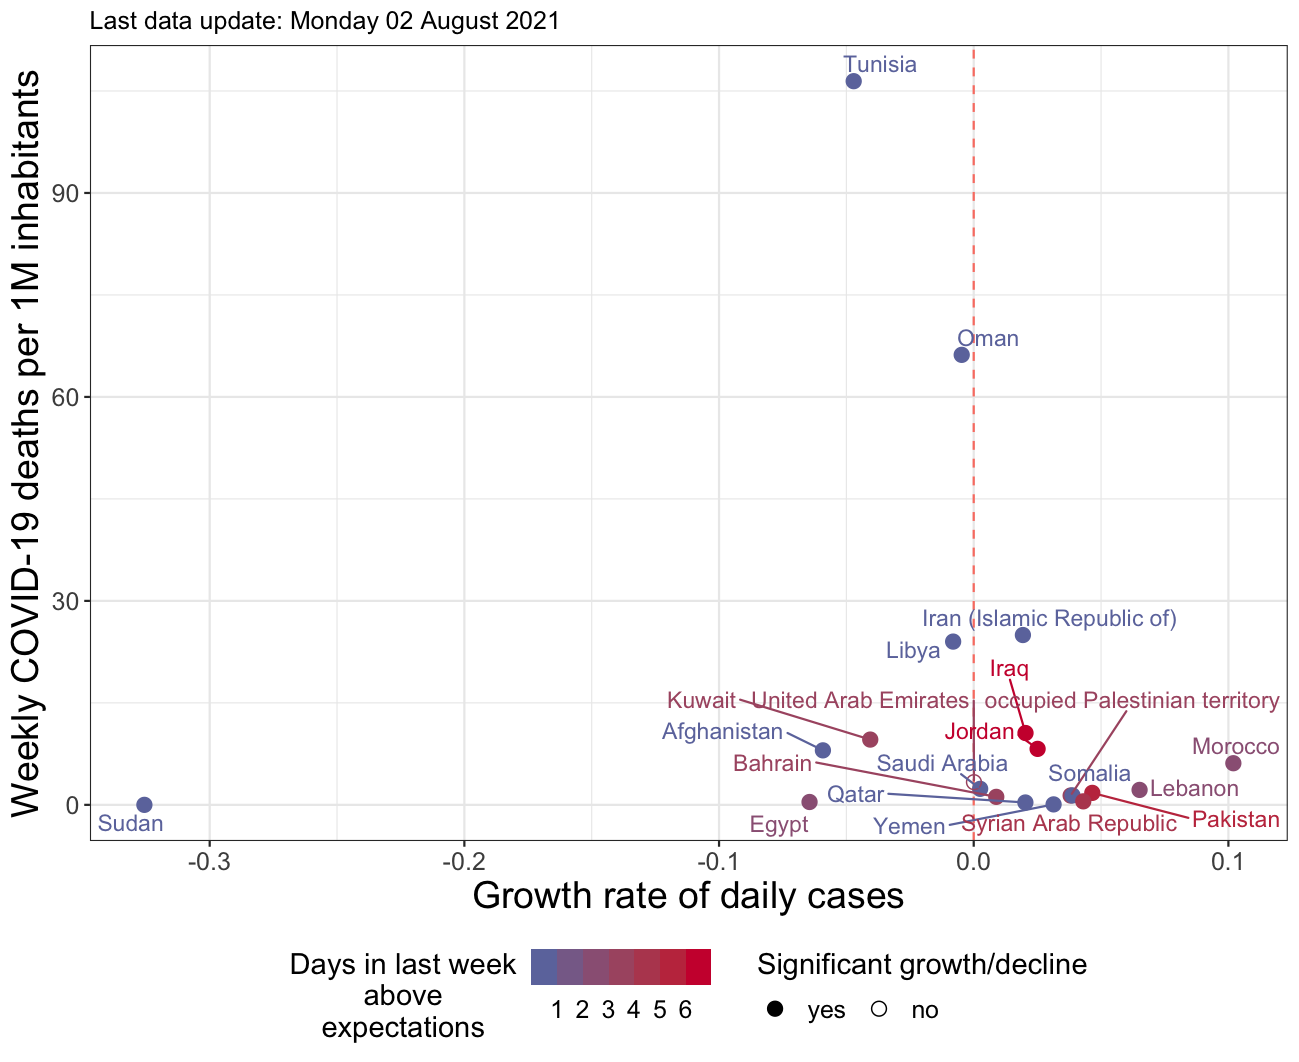 Last data update: Monday 02 August 2021
Weekly COVID-19 deaths per 1M inhabitants
90
60
30
0
Tunisia
Oman
Iran (Islamic Republic of)
Libya
Iraq
Kuwait
United Arab Emirates
occupied Palestinian territory
Afghanistan
Jordan
Morocco
Bahrain
Saudi Arabia
Somalia
Lebanon
Qatar
Sudan
Egypt
Yemen
Syrian Arab Republic
Pakistan
-0.3
-0.2
-0.1
0.0
0.1
Growth rate of daily cases
Days in last week
above
expectations
1 2 3 4 5 6
Significant growth/decline
yes
no